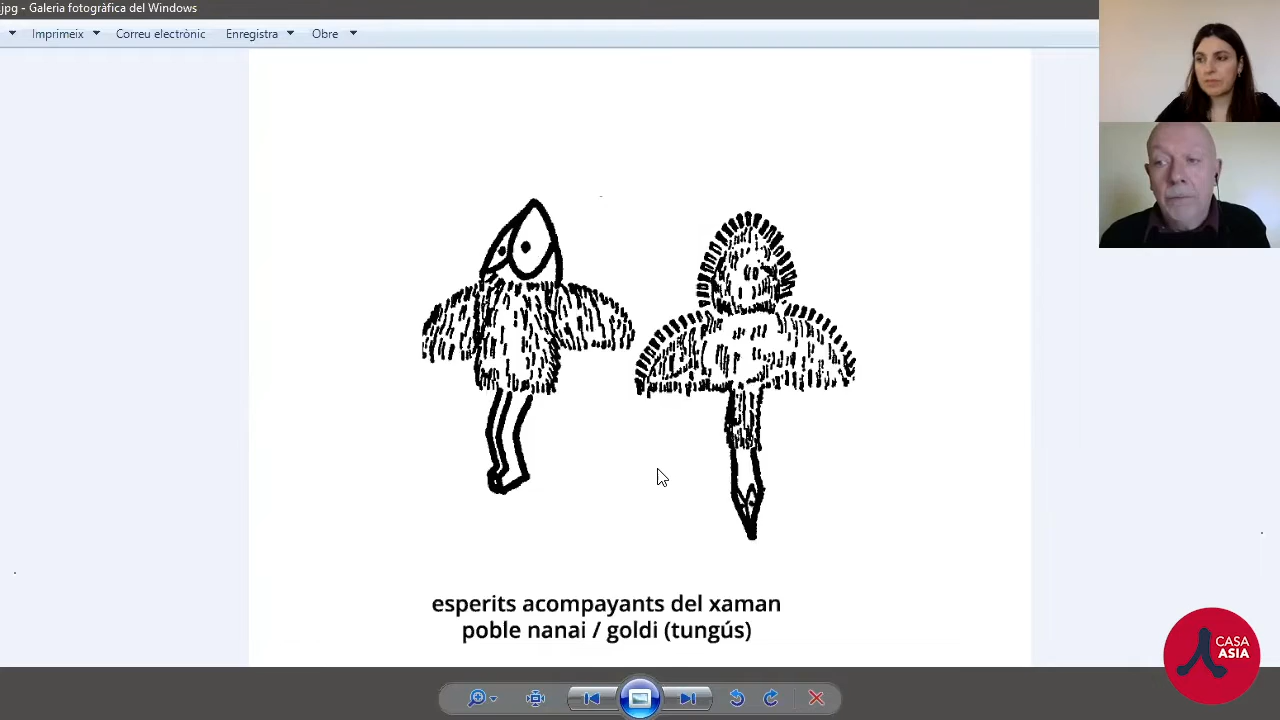 .jpg - Galeria fotogràfica del Windows
Imprimeix Correu electrònic Enregistra Obre
esperits acompayants del xaman
poble nanai / goldi (tungús)
CASA
ASIA